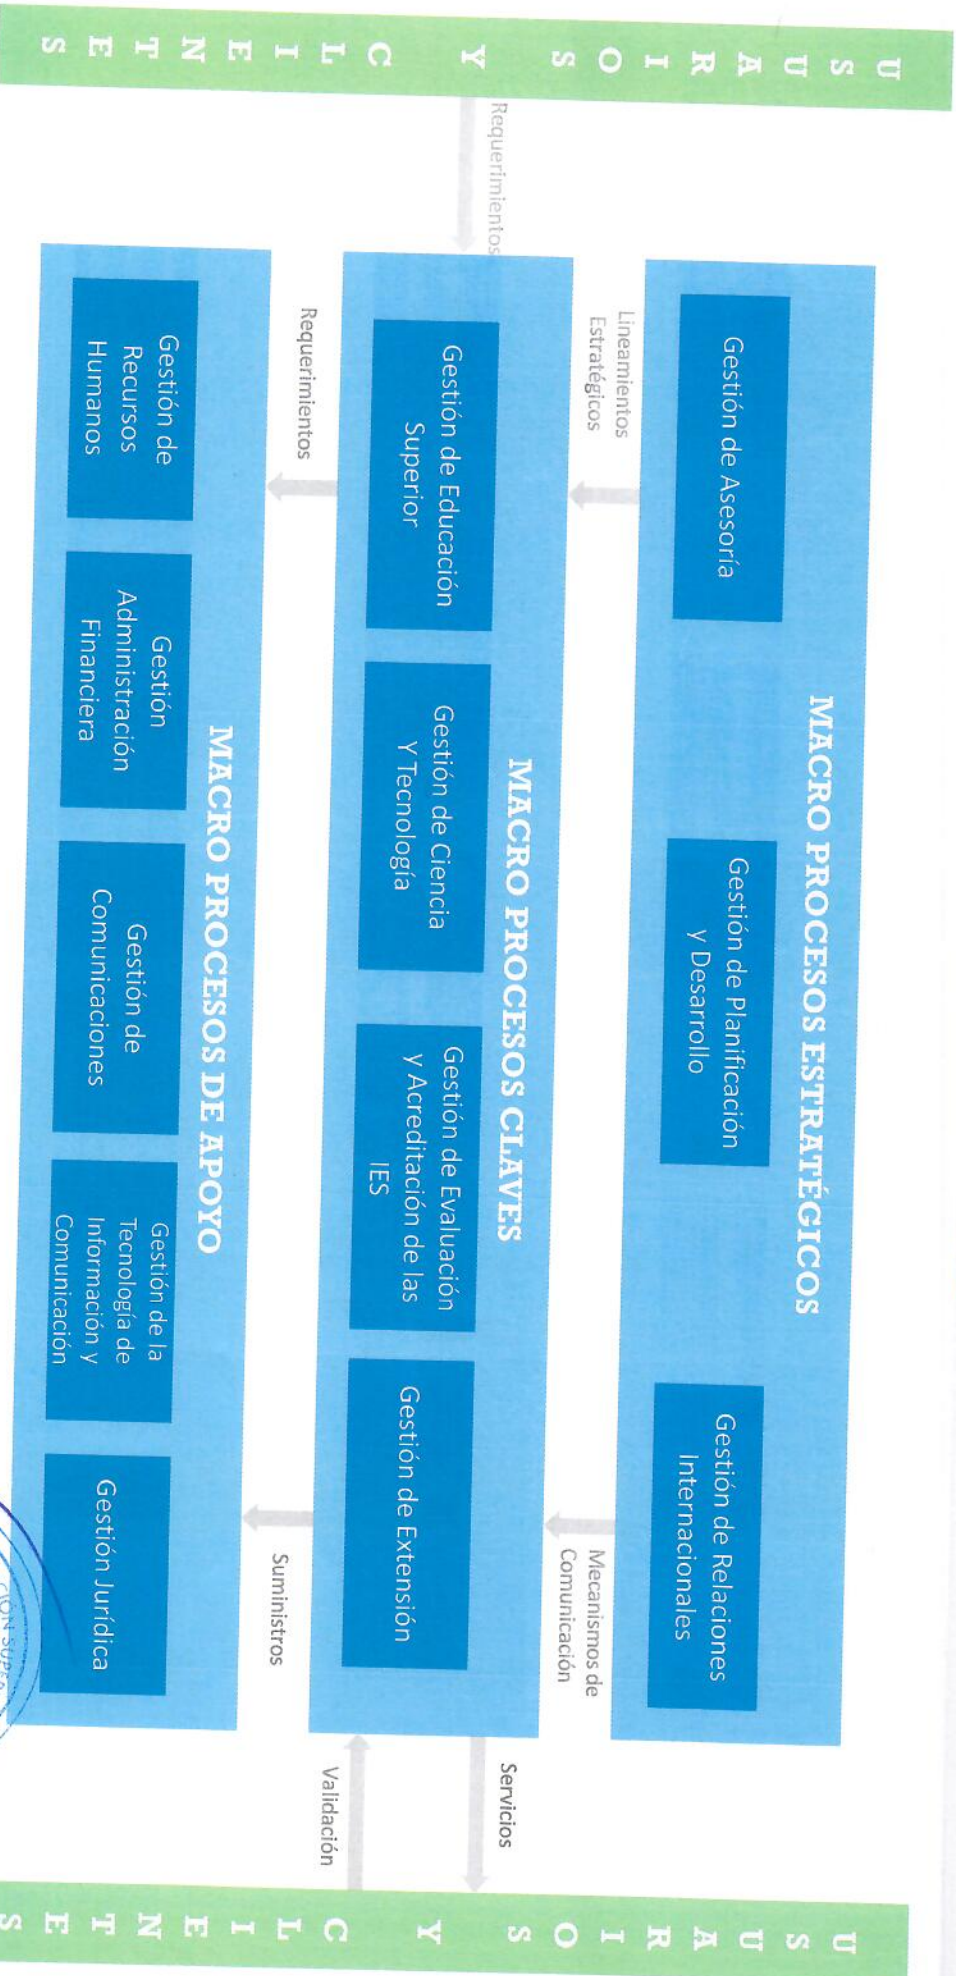 USUARIOS Y CLIENTES
Requerimientos
MACRO PROCESOS ESTRATÉGICOS
Gestión de Asesoría
Gestión de Planificación
y Desarrollo
Gestión de Relaciones
Internacionales
Lineamientos
Estratégicos
Mecanismos de
Comunicación
MACRO PROCESOS CLAVES
Gestión de Educación
Superior
Gestión de Ciencia
Y Tecnología
Gestión de Evaluación
y Acreditación de las
IES
Gestión de Extensión
Servicios
Validación
Requerimientos
Suministros
MACRO PROCESOS DE APOYO
Gestión de
Recursos
Humanos
Gestión
Administración
Financiera
Gestión de
Comunicaciones
Gestión de la
Tecnología de
Información y
Comunicación
Gestión Jurídica
USUARIOS Y CLIENTES